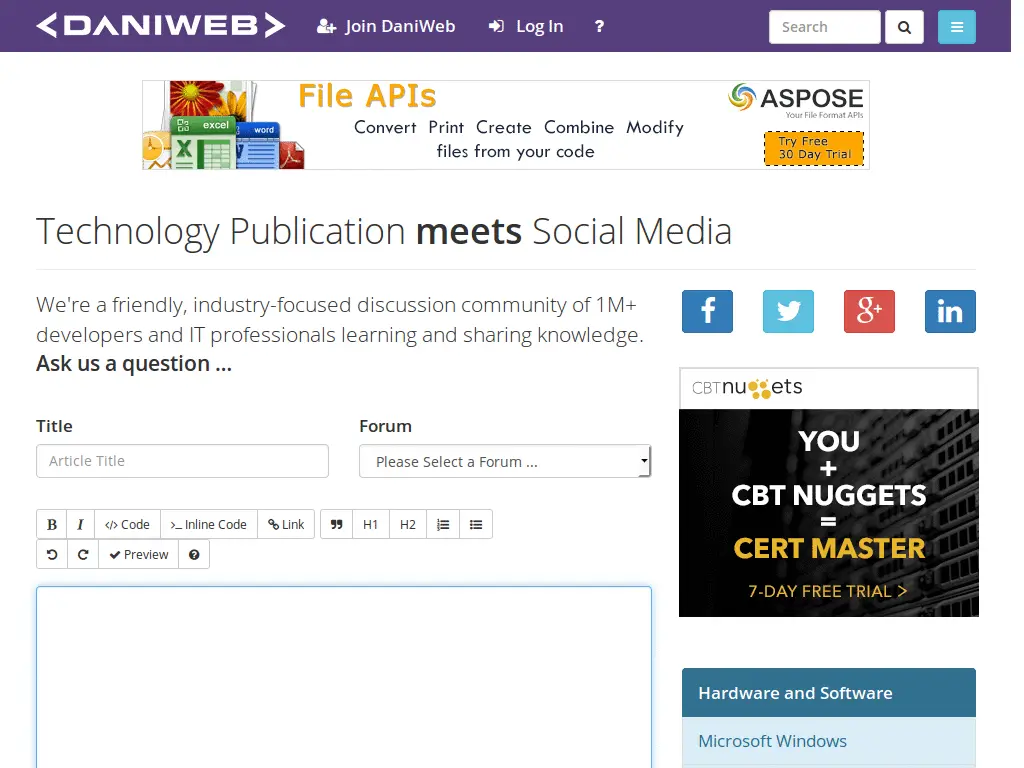 <DANIWEB>
Join DaniWeb
Log In
?
Search
File APIs
Convert Print Create Combine Modify
files from your code
excel
word
X
W
ASPOSE
Your File Format APIs
Try Free
30 Day Trial
Technology Publication meets Social Media
We're a friendly, industry-focused discussion community of 1M+
developers and IT professionals learning and sharing knowledge.
Ask us a question ...
f
g+
in
Title
Forum
Article Title
Please Select a Forum ...
B
I
</> Code
>_ Inline Code
Link
H1
H2
Preview
?
CBTnuggets
YOU
+
CBT NUGGETS
=
CERT MASTER
7-DAY FREE TRIAL >
Hardware and Software
Microsoft Windows